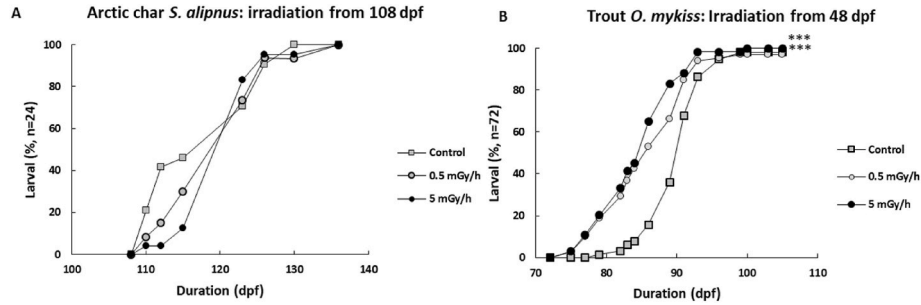 A
Arctic char S. alipnus: irradiation from 108 dpf
Larval (%, n=24)
100
80
60
40
20
0
100
110
120
130
140
Duration (dpf)
Control
0.5 mGy/h
5 mGy/h
B
Trout O. mykiss: Irradiation from 48 dpf
***
***
Larval (%, n=72)
100
80
60
40
20
0
70
80
90
100
110
Duration (dpf)
Control
0.5 mGy/h
5 mGy/h